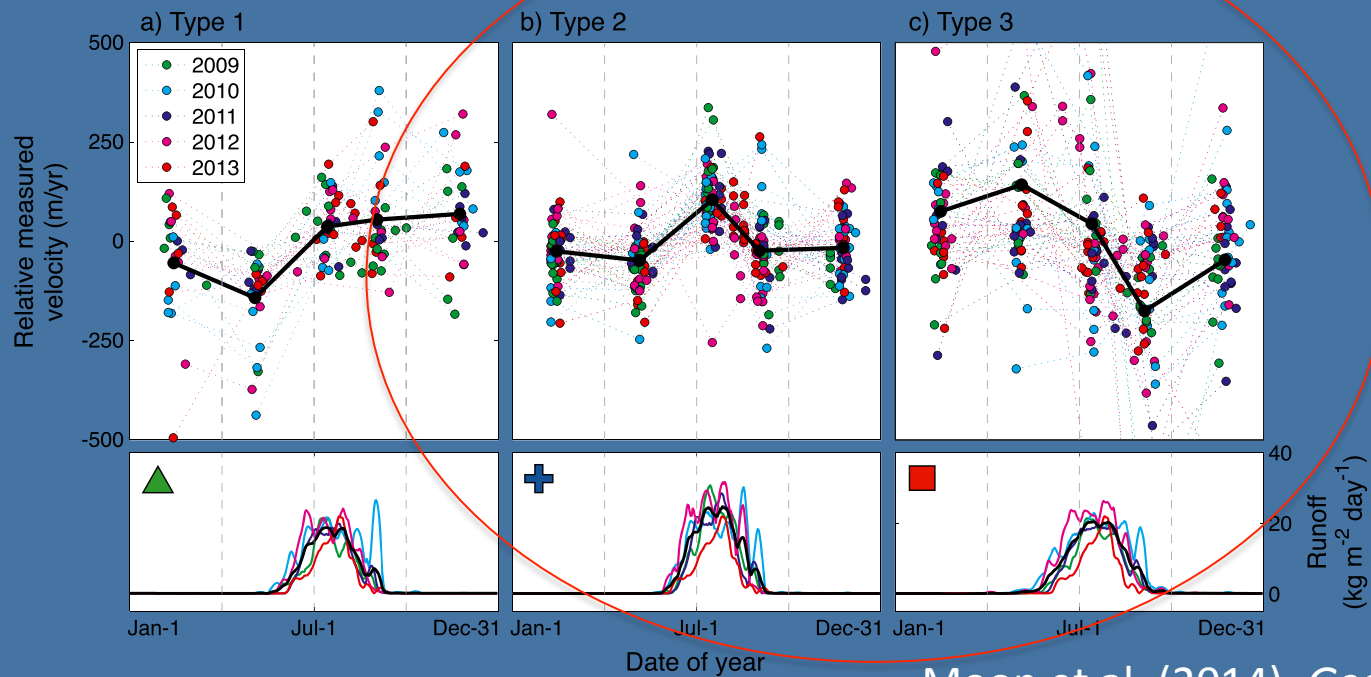 a) Type 1
b) Type 2
c) Type 3
500
250
0
-250
-500
Relative measured
velocity (m/yr)
2009
2010
2011
2012
2013
40
20
0
Runoff
(kg m-2 day-1)
Jan-1
Jul-1
Dec-31
Jan-1
Jul-1
Dec-31
Jan-1
Jul-1
Dec-31
Date of year
Moon et al. (2014)